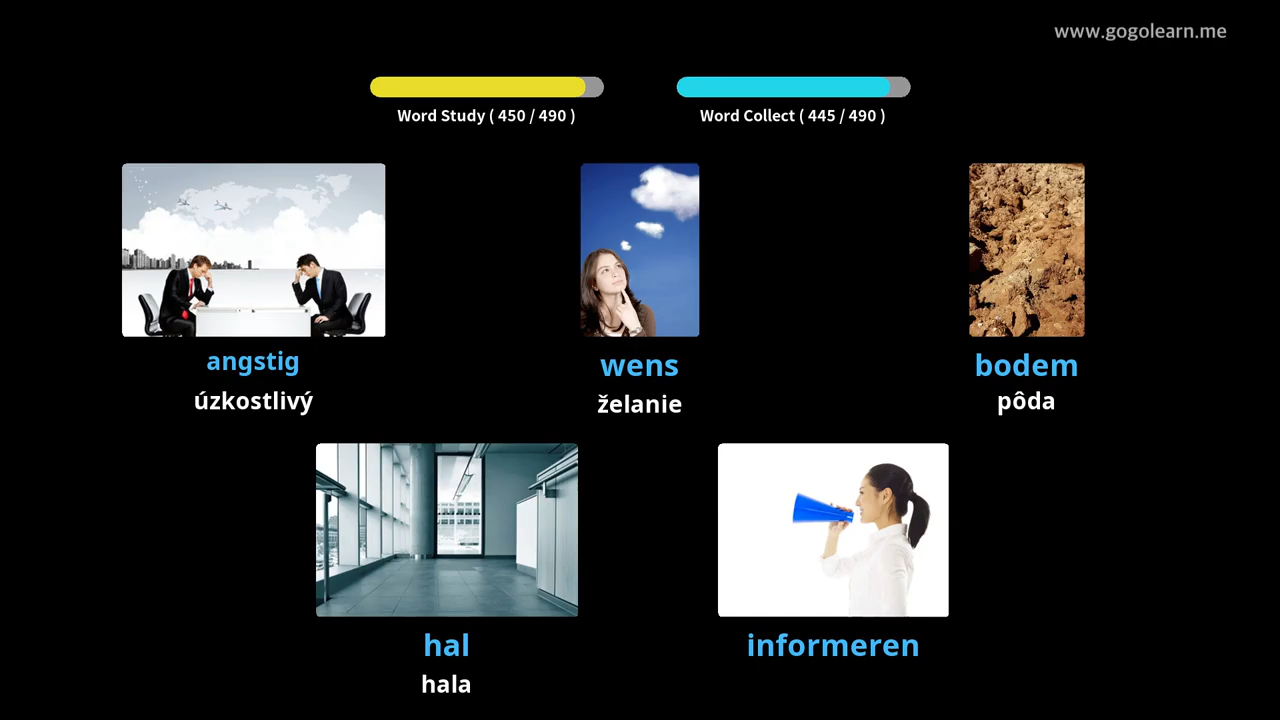 www.gogolearn.me
Word Study ( 450 / 490 )
Word Collect ( 445 / 490 )
angstig
úzkostlivý
wens
želanie
bodem
pôda
hal
hala
informeren